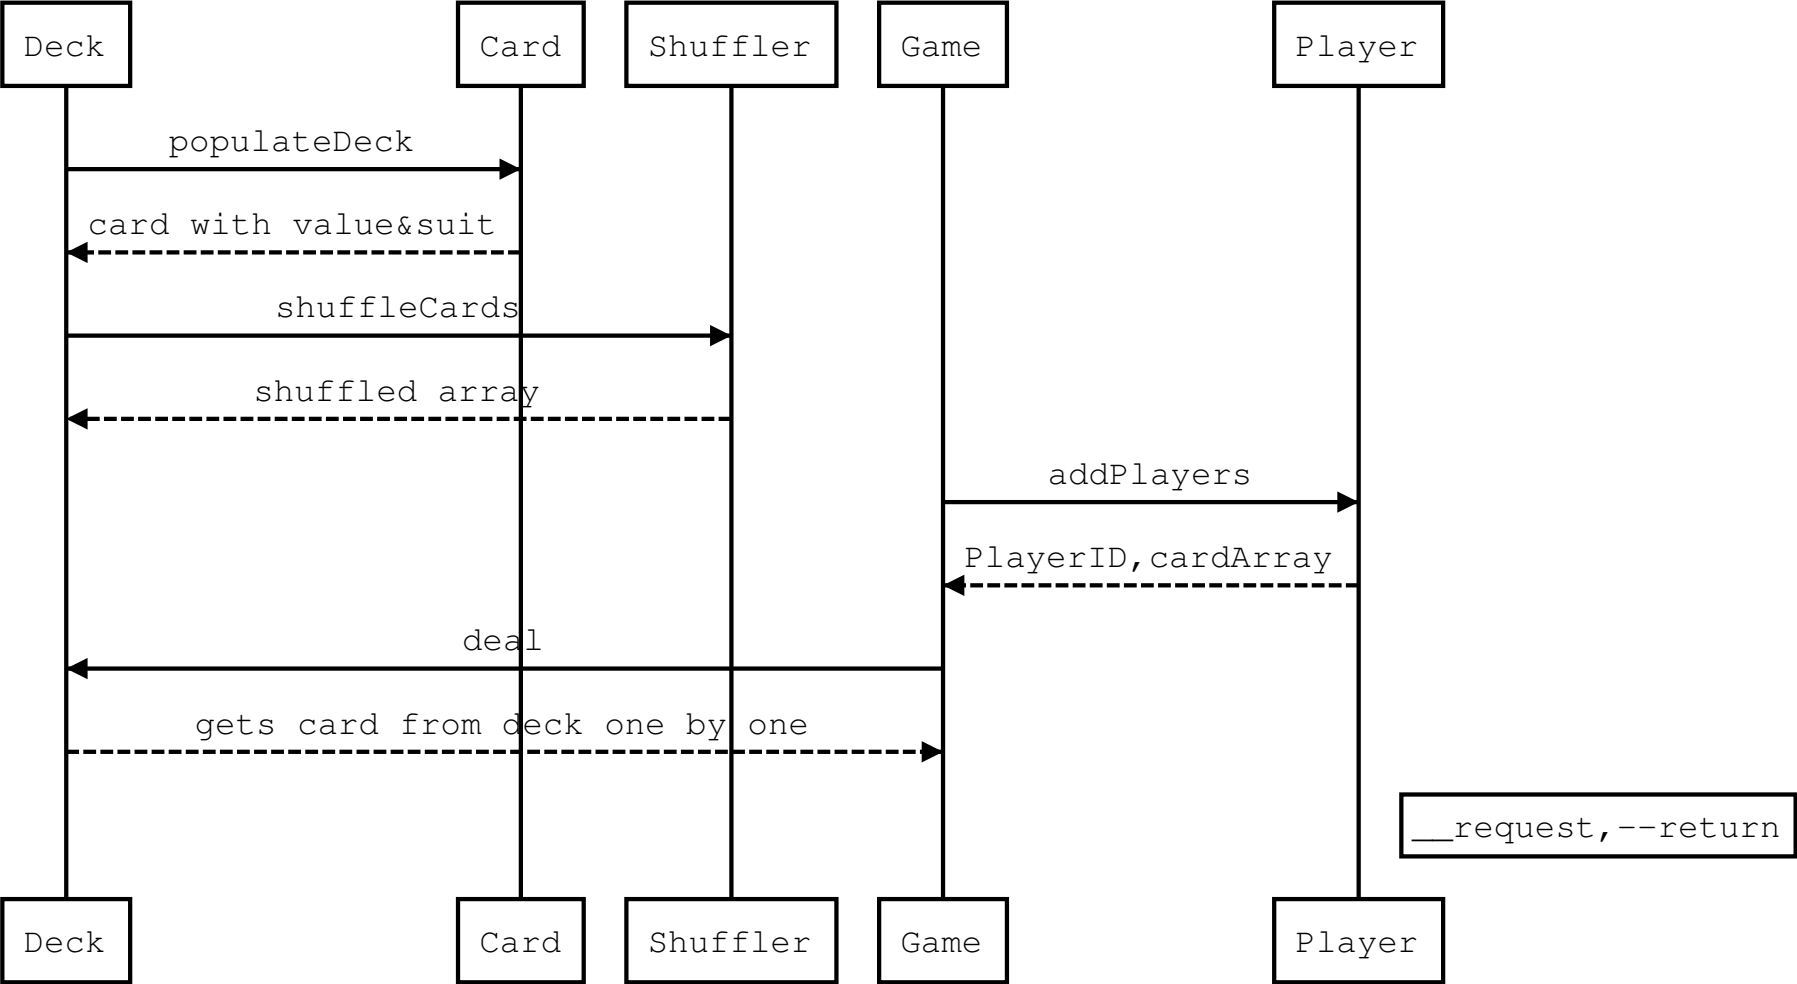 Deck Card Shuffler Game Player
populateDeck
card with value&suit
shuffleCards
shuffled array
addPlayers
PlayerID,cardArray
deal
gets card from deck one by one
__request,--return
Deck Card Shuffler Game Player